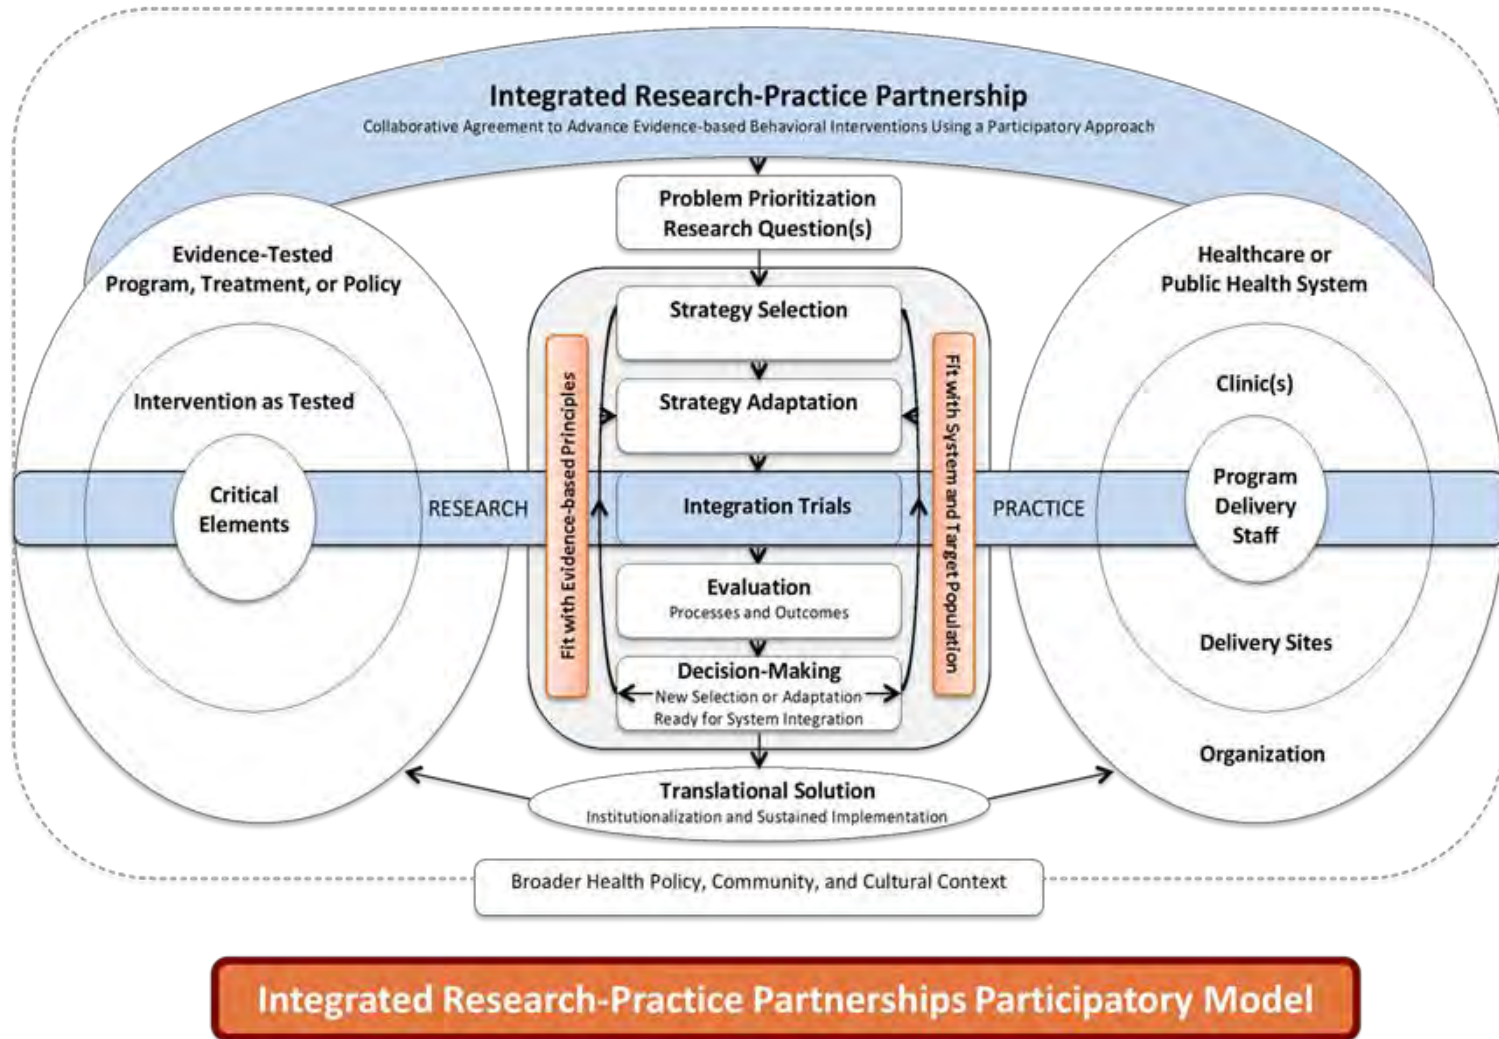 Integrated Research-Practice Partnership
Collaborative Agreement to Advance Evidence-based Behavioral Interventions Using a Participatory Approach
Problem Prioritization
Research Question(s)
Evidence-Tested
Program, Treatment, or Policy
Intervention as Tested
Critical
Elements
RESEARCH
Fit with Evidence-based Principles
Strategy Selection
Strategy Adaptation
Integration Trials
Evaluation
Processes and Outcomes
Decision-Making
New Selection or Adaptation
Ready for System Integration
Fit with System and Target Population
PRACTICE
Healthcare or
Public Health System
Clinic(s)
Program
Delivery
Staff
Delivery Sites
Organization
Translational Solution
Institutionalization and Sustained Implementation
Broader Health Policy, Community, and Cultural Context
Integrated Research-Practice Partnerships Participatory Model